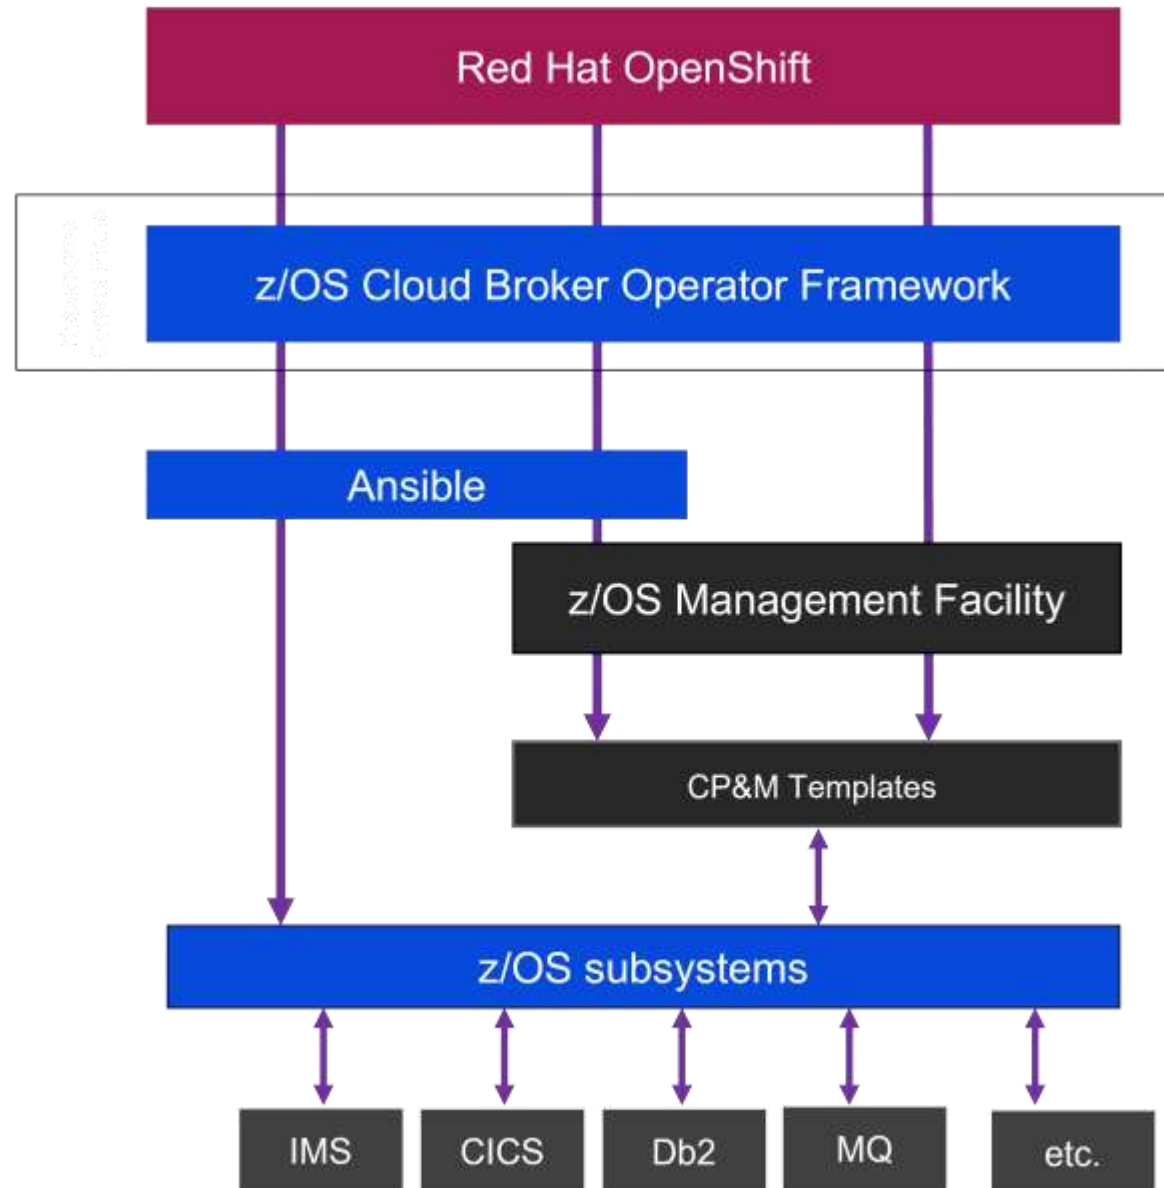 Red Hat OpenShift
z/OS Cloud Broker Operator Framework
Ansible
z/OS Management Facility
CP&M Templates
z/OS subsystems
IMS
CICS
Db2
MQ
etc.